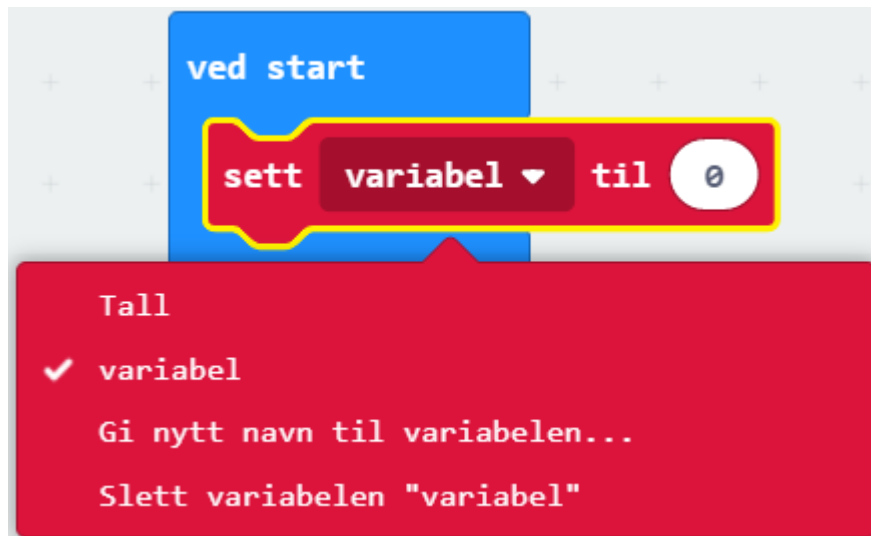 ved start
sett variabel til 0
Tall
variabel
Gi nytt navn til variabelen...
Slett variabelen "variabel"